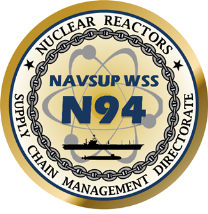 NUCLEAR REACTORS
NAVSUP WSS
N94
SUPPLY CHAIN MANAGEMENT DIRECTORATE